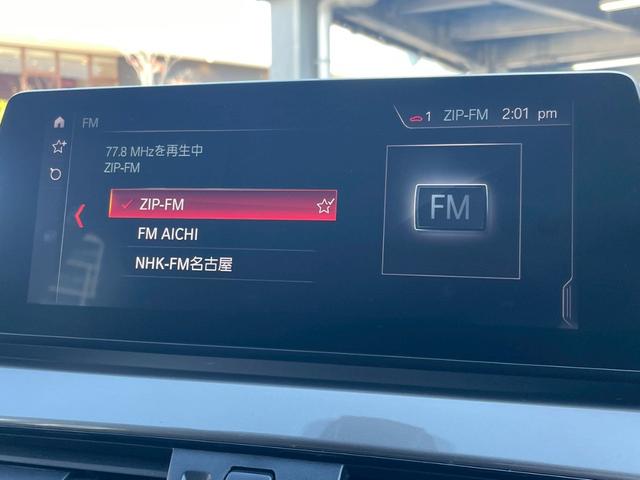 FM
1 ZIP-FM 2:01 pm
77.8 MHzを再生中
ZIP-FM
ZIP-FM
FM AICHI
NHK-FM名古屋
FM